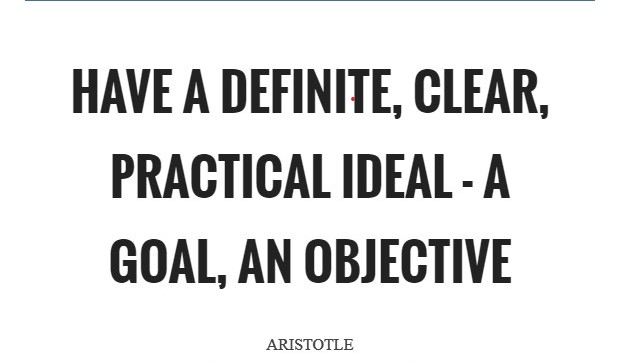 HAVE A DEFINITE, CLEAR,
PRACTICAL IDEAL - A
GOAL, AN OBJECTIVE
ARISTOTLE